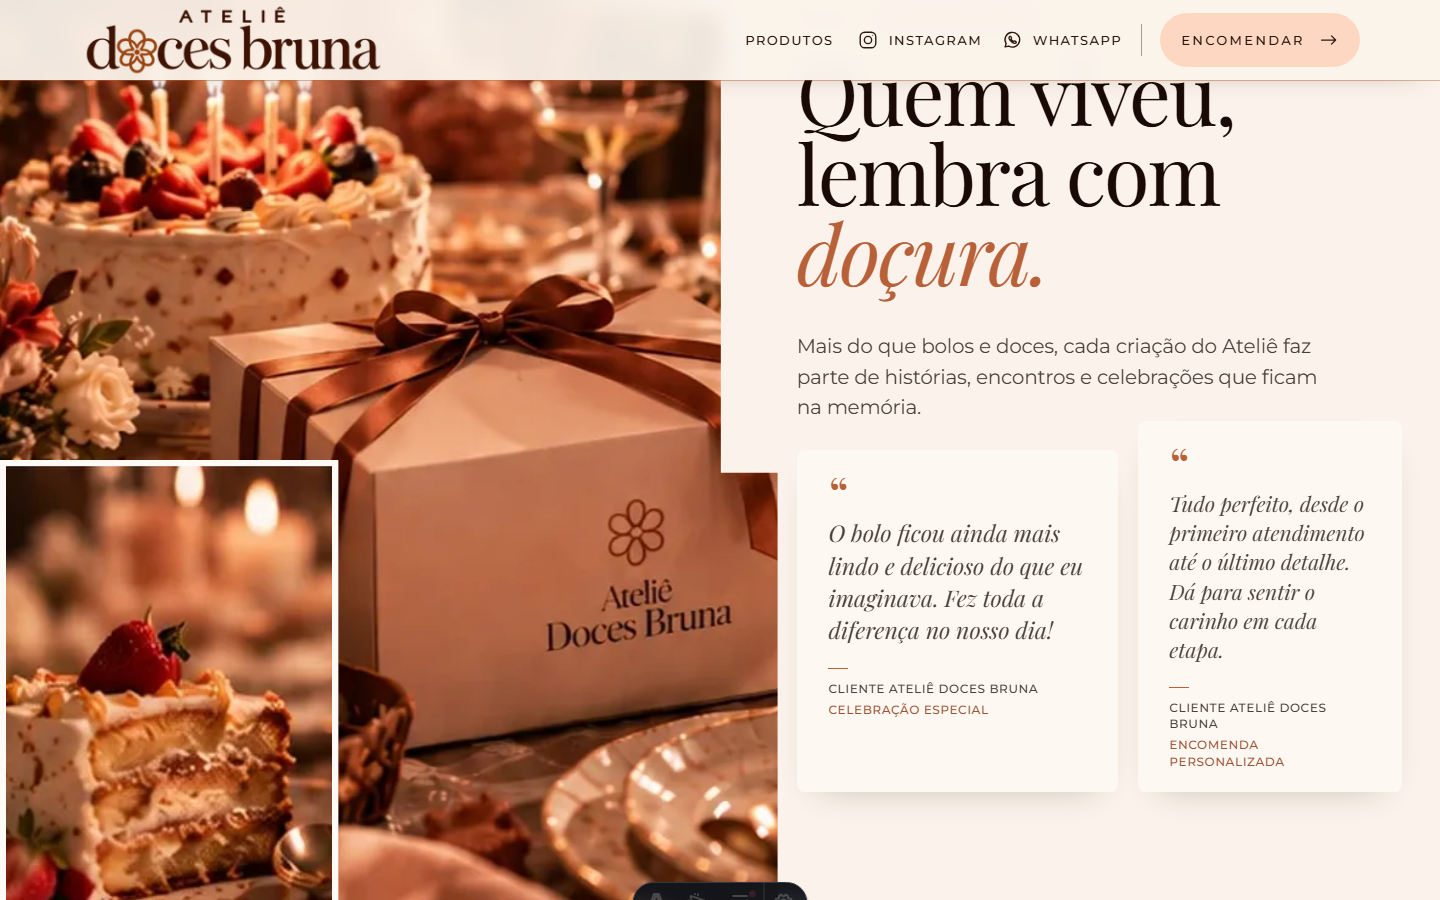 ATELIÊ
doces bruna
PRODUTOS
INSTAGRAM
WHATSAPP
ENCOMENDAR
Quem viveu,
lembra com
doçura.
Mais do que bolos e doces, cada criação do Ateliê faz
parte de histórias, encontros e celebrações que ficam
na memória.
“
O bolo ficou ainda mais
lindo e delicioso do que eu
imaginava. Fez toda a
diferença no nosso dia!
CLIENTE ATELIÊ DOCES BRUNA
CELEBRAÇÃO ESPECIAL
“
Tudo perfeito, desde o
primeiro atendimento
até o último detalhe.
Dá para sentir o
carinho em cada
etapa.
CLIENTE ATELIÊ DOCES
BRUNA
ENCOMENDA
PERSONALIZADA
Ateliê
Doces Bruna